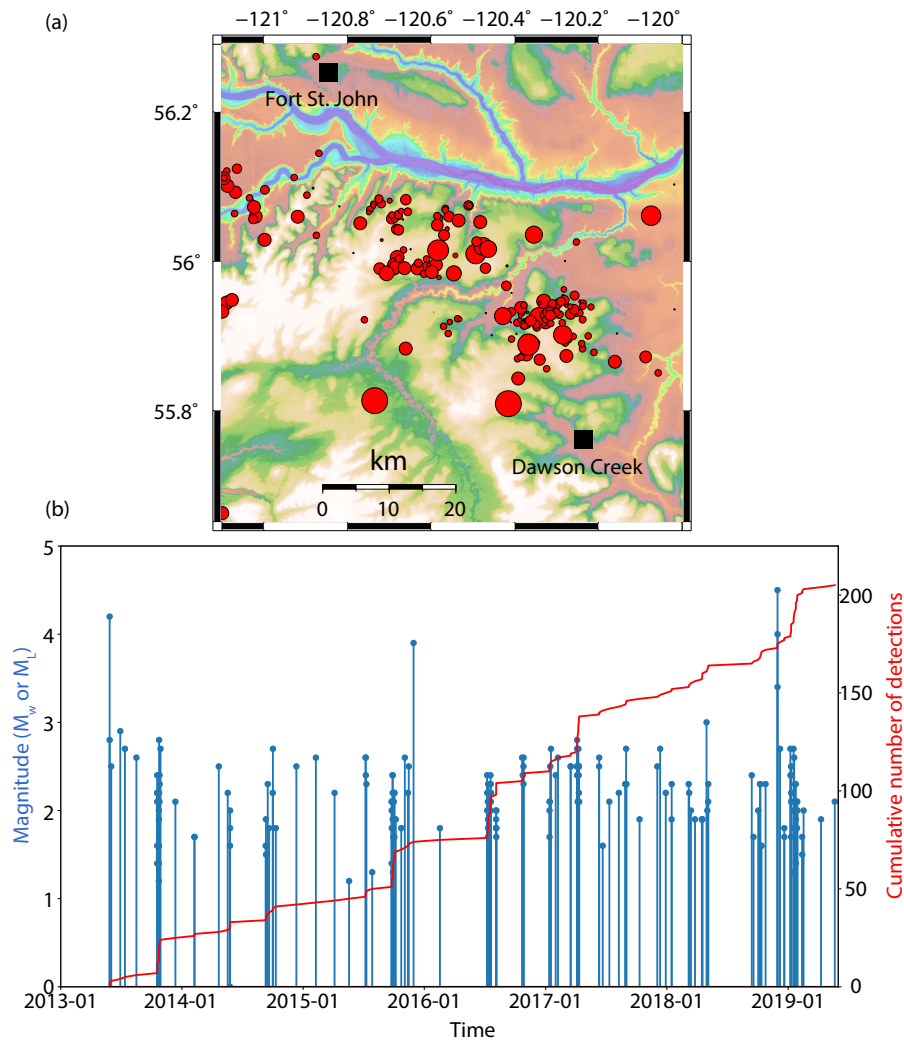 (a)
−121° −120.8° −120.6° −120.4° −120.2° −120°
Fort St. John
56.2°
56°
55.8°
km
0 10 20
Dawson Creek
(b)
5
4
3
2
1
0
Magnitude (M_w or M_L)
200
150
100
50
0
Cumulative number of detections
2013-01 2014-01 2015-01 2016-01 2017-01 2018-01 2019-01
Time